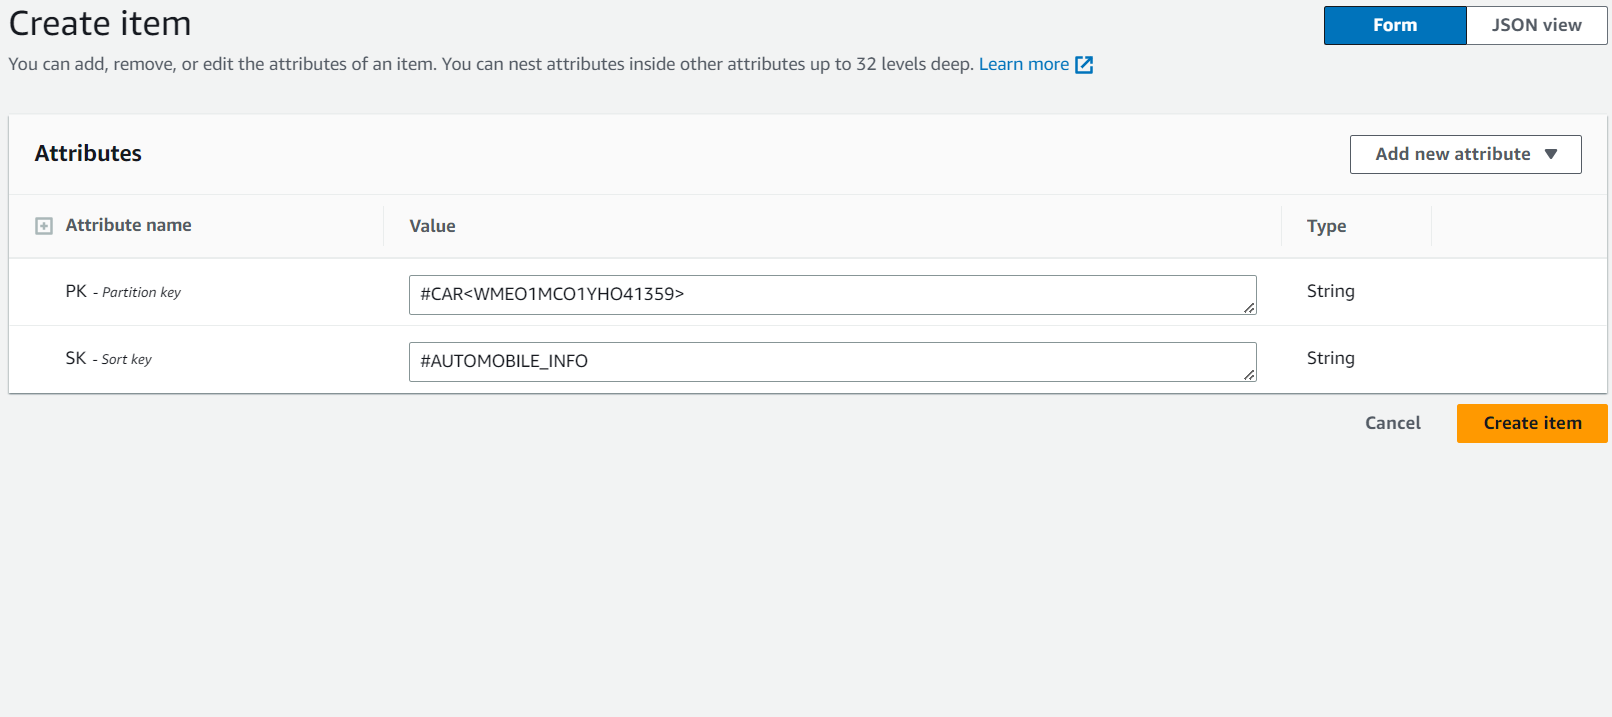 Create item
Form
JSON view
You can add, remove, or edit the attributes of an item. You can nest attributes inside other attributes up to 32 levels deep. Learn more
Attributes
Add new attribute
Attribute name
Value
Type
PK - Partition key
#CAR<WMEO1MCO1YHO41359>
String
SK - Sort key
#AUTOMOBILE_INFO
String
Cancel
Create item